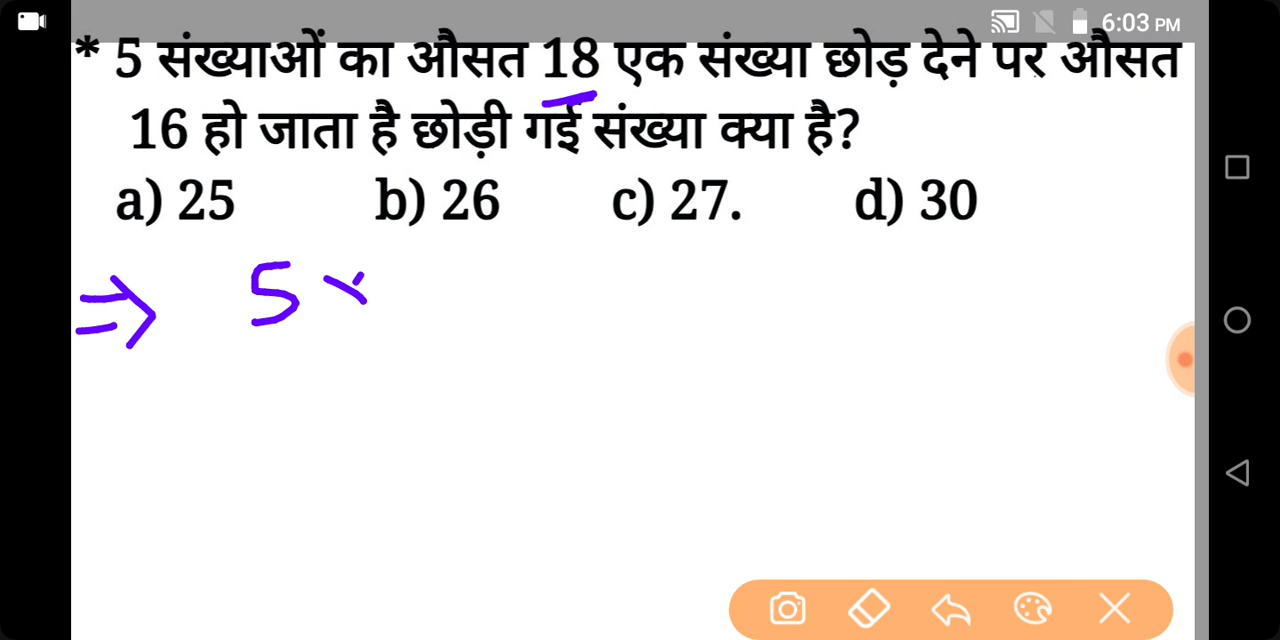 6:03 PM
* 5 संख्याओं का औसत 18 एक संख्या छोड़ देने पर औसत
16 हो जाता है छोड़ी गई संख्या क्या है?
a) 25 b) 26 c) 27. d) 30
⇒ 5 ×